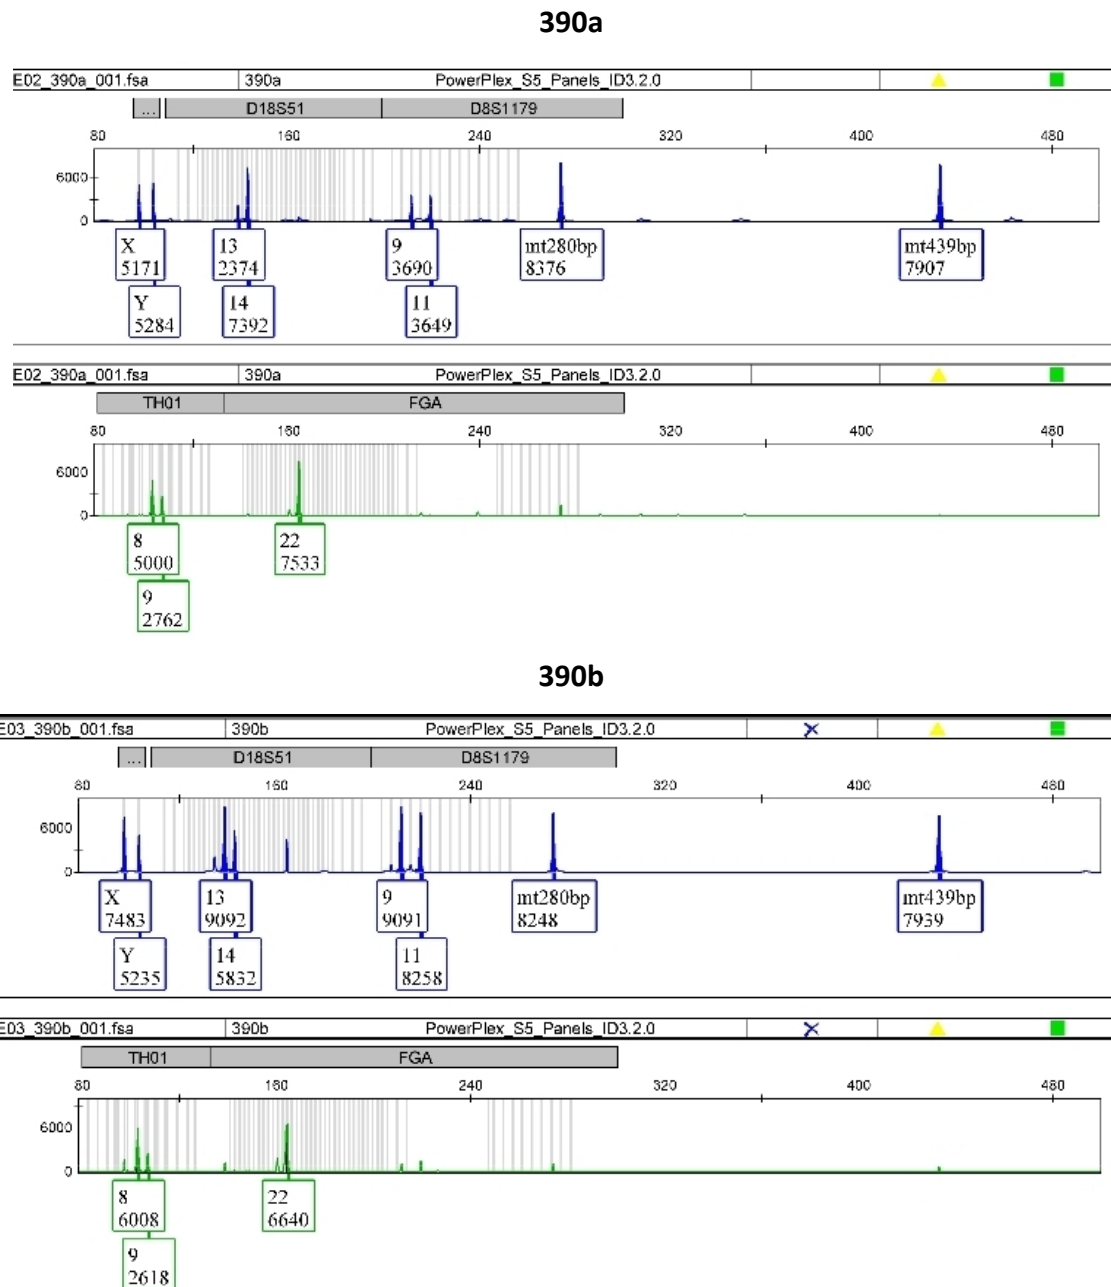 390a
E02_390a_001.fsa 390a PowerPlex_S5_Panels_ID3.2.0
... D18S51 D8S1179
80 160 240 320 400 480
6000
0
X 13 9 mt280bp mt439bp
5171 2374 3690 8376 7907
Y 14 11
5284 7392 3649
E02_390a_001.fsa 390a PowerPlex_S5_Panels_ID3.2.0
TH01 FGA
80 160 240 320 400 480
6000
0
8 22
5000 7533
9
2762
390b
E03_390b_001.fsa 390b PowerPlex_S5_Panels_ID3.2.0
... D18S51 D8S1179
80 160 240 320 400 480
6000
0
X 13 9 mt280bp mt439bp
7483 9092 9091 8248 7939
Y 14 11
5235 5832 8258
E03_390b_001.fsa 390b PowerPlex_S5_Panels_ID3.2.0
TH01 FGA
80 160 240 320 400 480
6000
0
8 22
6008 6640
9
2618